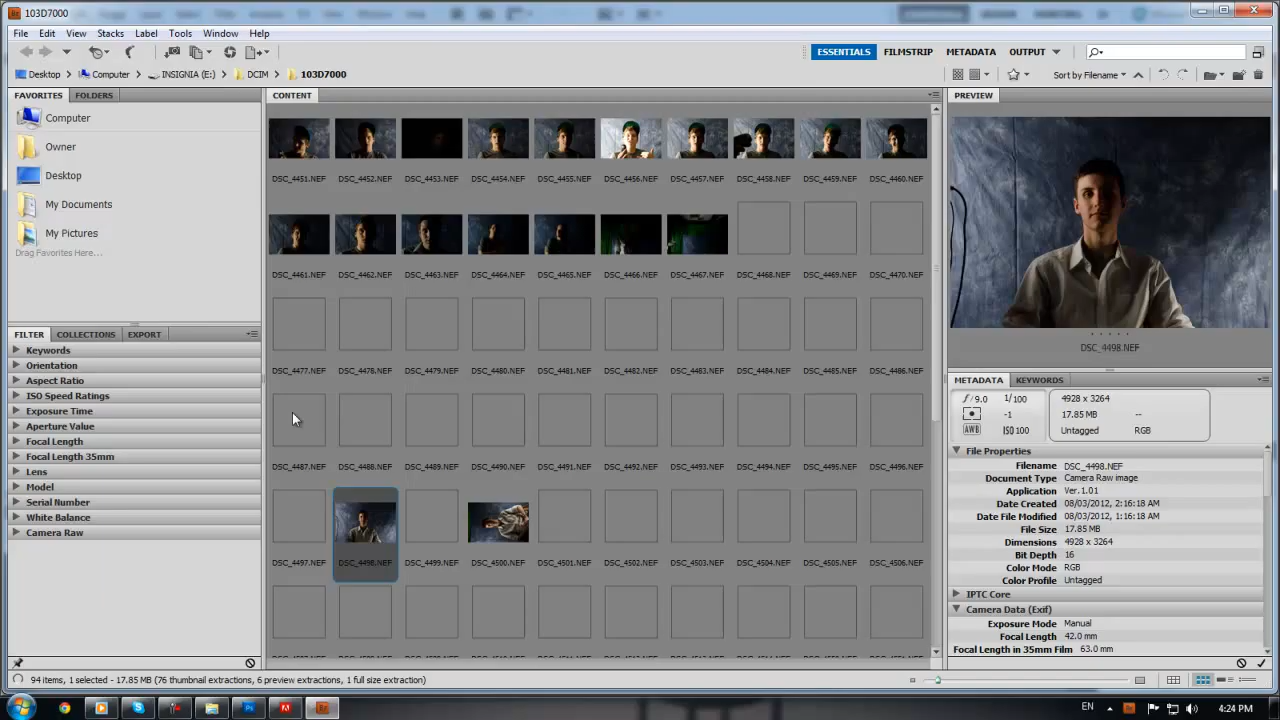 103D7000
File Edit View Stacks Label Tools Window Help
ESSENTIALS FILMSTRIP METADATA OUTPUT
Desktop Computer INSIGNIA (E:) DCIM 103D7000
Sort by Filename
FAVORITES FOLDERS
Computer
Owner
Desktop
My Documents
My Pictures
Drag Favorites Here...
FILTER COLLECTIONS EXPORT
Keywords
Orientation
Aspect Ratio
ISO Speed Ratings
Exposure Time
Aperture Value
Focal Length
Focal Length 35mm
Lens
Model
Serial Number
White Balance
Camera Raw
CONTENT
DSC_4451.NEF DSC_4452.NEF DSC_4453.NEF DSC_4454.NEF DSC_4455.NEF DSC_4456.NEF DSC_4457.NEF DSC_4458.NEF DSC_4459.NEF DSC_4460.NEF
DSC_4461.NEF DSC_4462.NEF DSC_4463.NEF DSC_4464.NEF DSC_4465.NEF DSC_4466.NEF DSC_4467.NEF DSC_4468.NEF DSC_4469.NEF DSC_4470.NEF
DSC_4477.NEF DSC_4478.NEF DSC_4479.NEF DSC_4480.NEF DSC_4481.NEF DSC_4482.NEF DSC_4483.NEF DSC_4484.NEF DSC_4485.NEF DSC_4486.NEF
DSC_4487.NEF DSC_4488.NEF DSC_4489.NEF DSC_4490.NEF DSC_4491.NEF DSC_4492.NEF DSC_4493.NEF DSC_4494.NEF DSC_4495.NEF DSC_4496.NEF
DSC_4497.NEF DSC_4498.NEF DSC_4499.NEF DSC_4500.NEF DSC_4501.NEF DSC_4502.NEF DSC_4503.NEF DSC_4504.NEF DSC_4505.NEF DSC_4506.NEF
PREVIEW
DSC_4498.NEF
METADATA KEYWORDS
f/9.0 1/100 4928 x 3264
-1 17.85 MB --
AWB ISO100 Untagged RGB
File Properties
Filename DSC_4498.NEF
Document Type Camera Raw image
Application Ver.1.01
Date Created 08/03/2012, 2:16:18 AM
Date File Modified 08/03/2012, 2:16:18 AM
File Size 17.85 MB
Dimensions 4928 x 3264
Bit Depth 16
Color Mode RGB
Color Profile Untagged
IPTC Core
Camera Data (Exif)
Exposure Mode Manual
Focal Length 42.0 mm
Focal Length in 35mm Film 63.0 mm
94 items, 1 selected - 17.85 MB (76 thumbnail extractions, 6 preview extractions, 1 full size extraction)
EN 4:24 PM